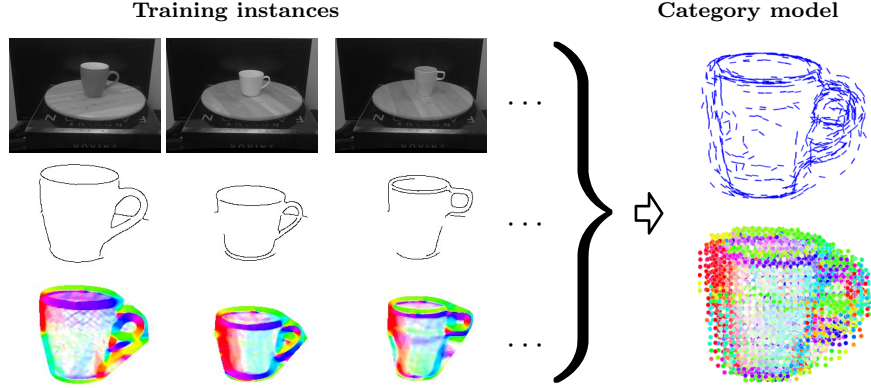 Training instances
Category model
. . .
. . .
. . .